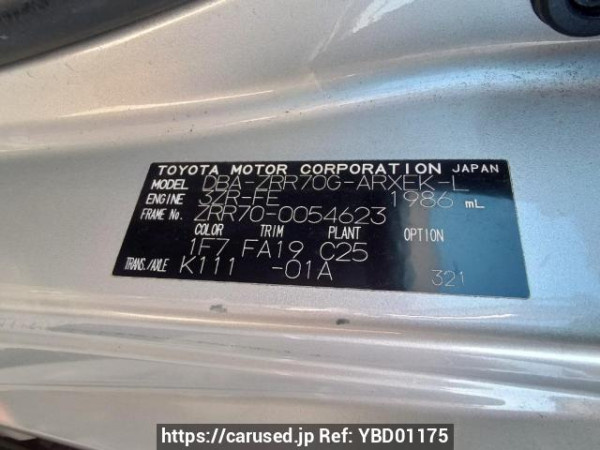 TOYOTA MOTOR CORPORATION JAPAN
MODEL DBA-ZRR70G-ARXEK-L
ENGINE 3ZR-FE 1986 mL
FRAME No. ZRR70-0054623
COLOR TRIM PLANT OPTION
1F7 FA19 C25
TRANS./AXLE K111 -01A 321
https://carused.jp Ref: YBD01175